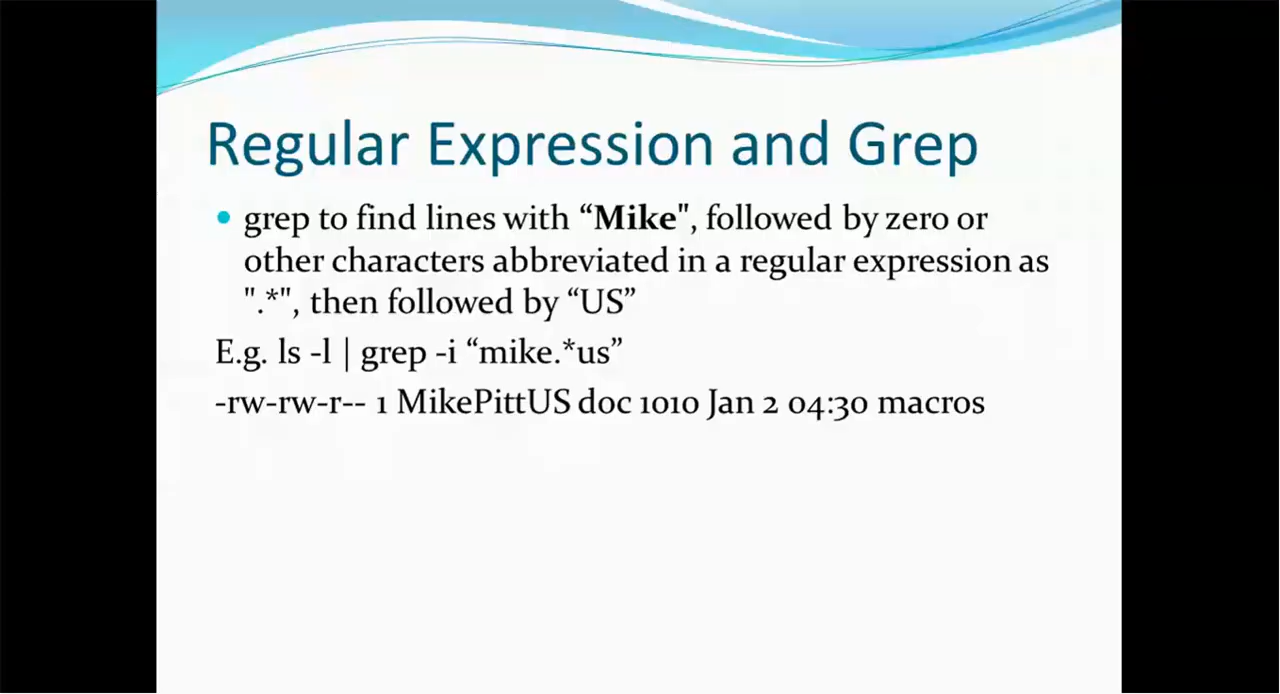 Regular Expression and Grep
grep to find lines with “Mike", followed by zero or
other characters abbreviated in a regular expression as
".*", then followed by “US”
E.g. ls -l | grep -i “mike.*us”
-rw-rw-r-- 1 MikePittUS doc 1010 Jan 2 04:30 macros